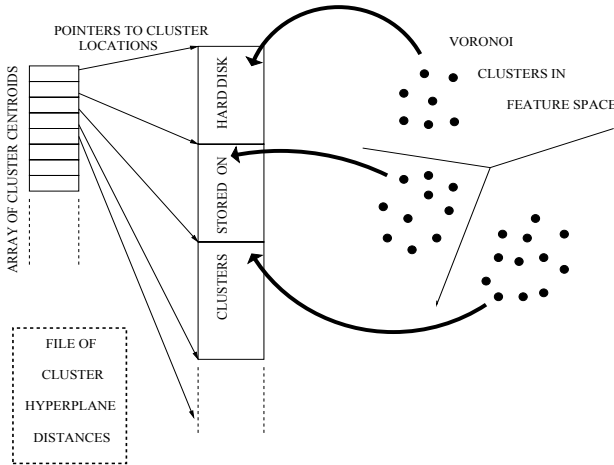 POINTERS TO CLUSTER
LOCATIONS
ARRAY OF CLUSTER CENTROIDS
CLUSTERS STORED ON HARD DISK
VORONOI
CLUSTERS IN
FEATURE SPACE
FILE OF
CLUSTER
HYPERPLANE
DISTANCES